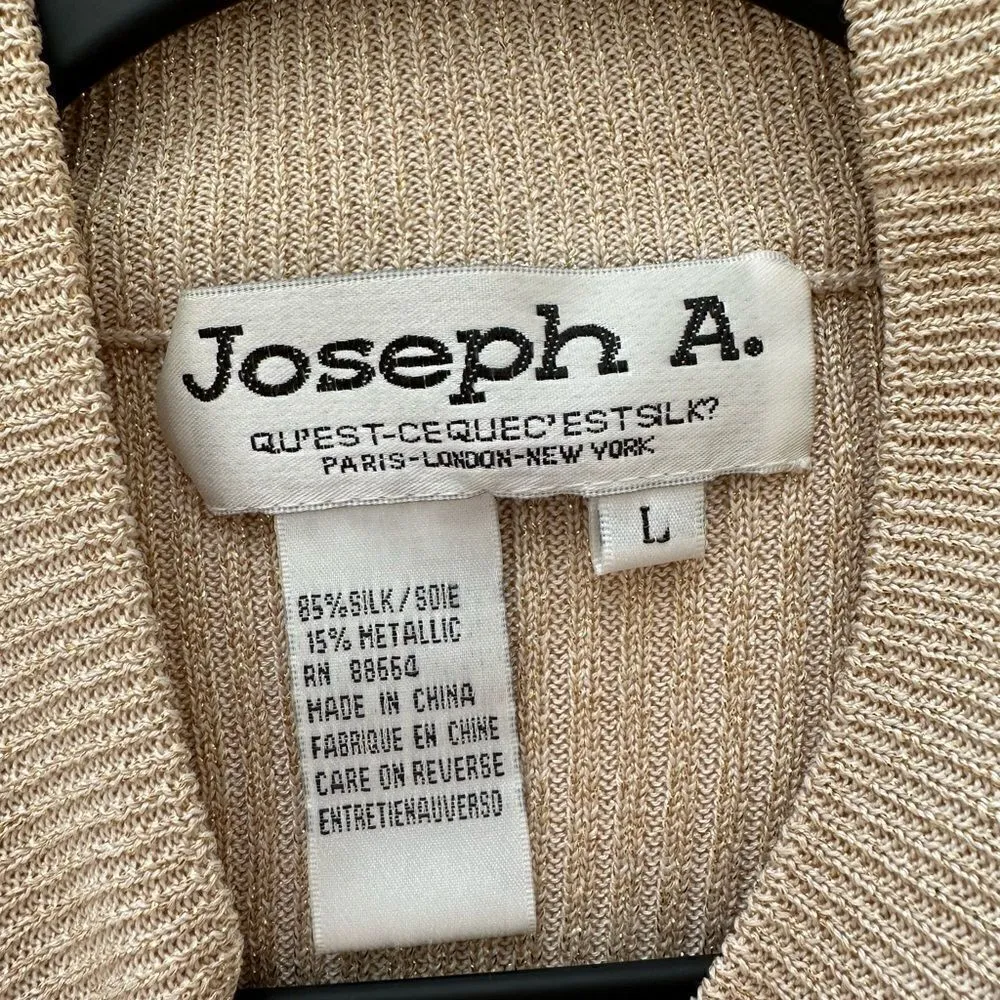 Joseph A.
QU'EST-CEQUEC'ESTSILK?
PARIS-LONDON-NEW YORK
L
85%SILK/SOIE
15% METALLIC
RN 88664
MADE IN CHINA
FABRIQUE EN CHINE
CARE ON REVERSE
ENTRETIENAUVERSO